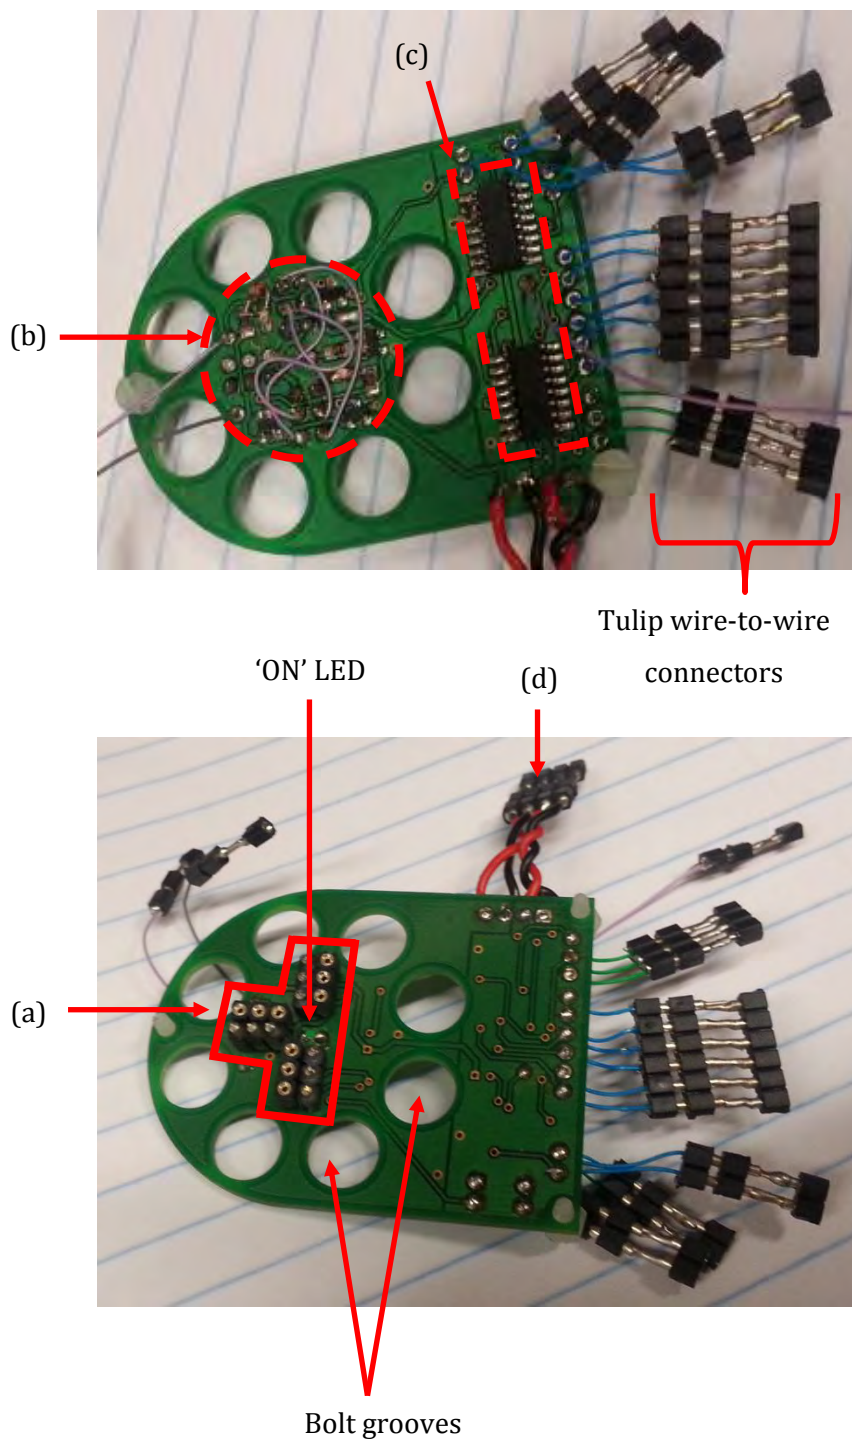 (c)
(b)
Tulip wire-to-wire
connectors
‘ON’ LED
(d)
(a)
Bolt grooves